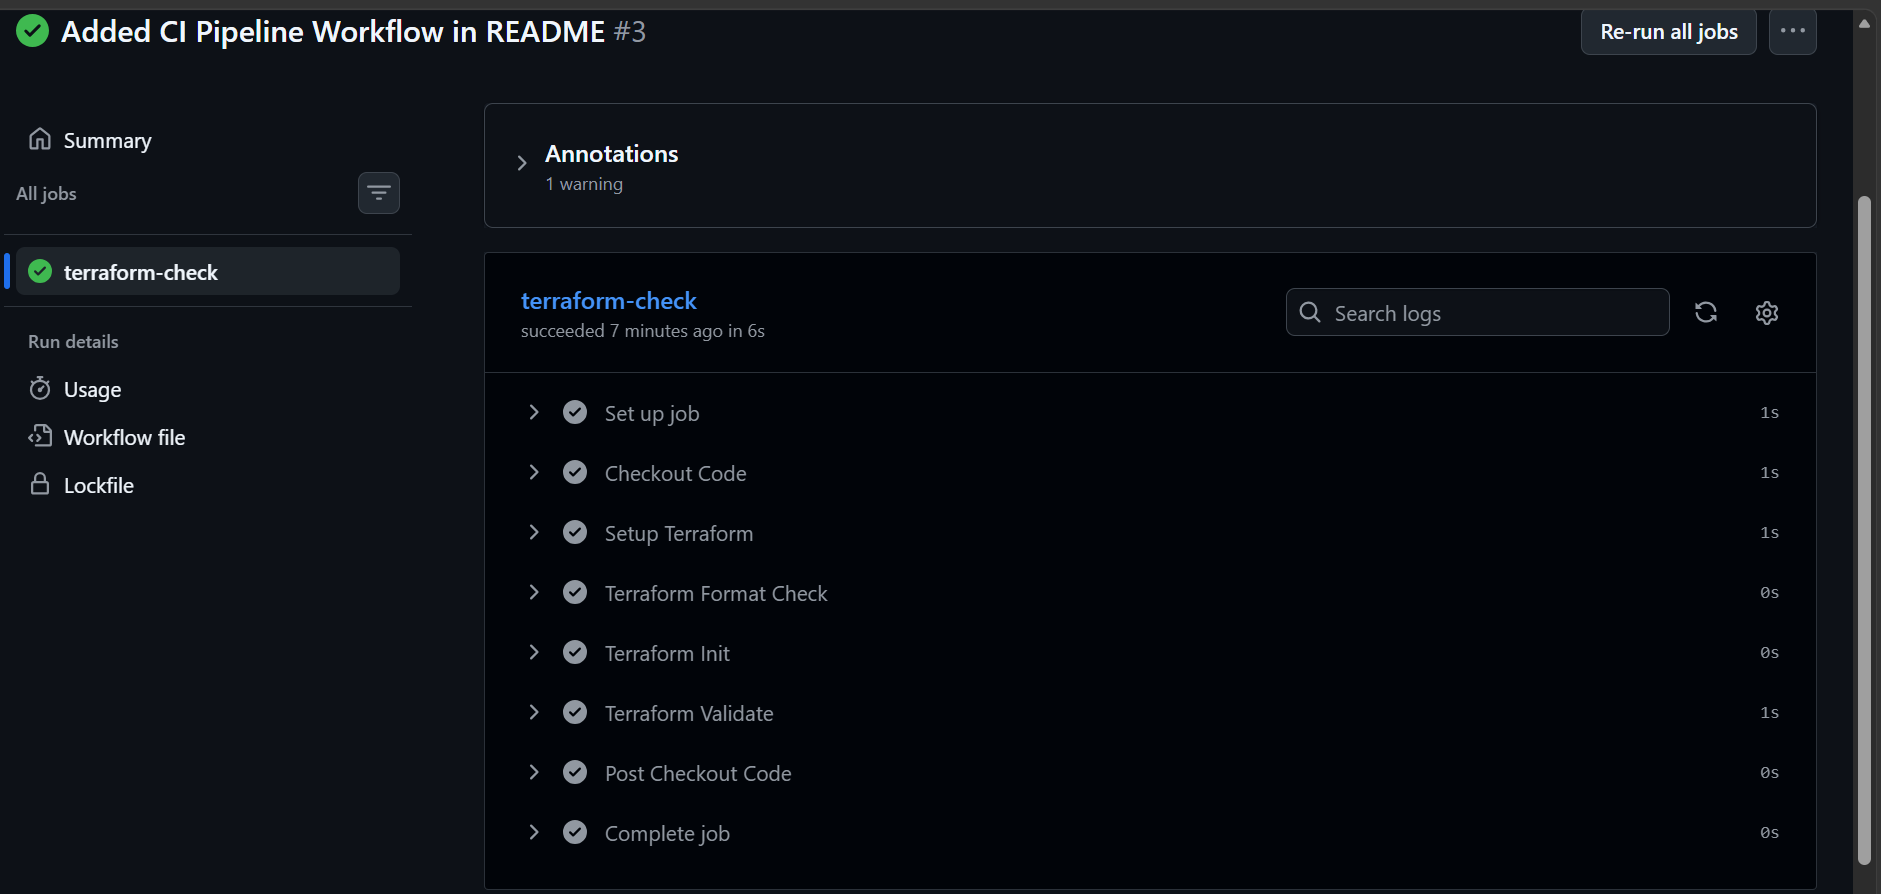 Added CI Pipeline Workflow in README #3
Re-run all jobs
Summary
All jobs
terraform-check
Run details
Usage
Workflow file
Lockfile
Annotations
1 warning
terraform-check
succeeded 7 minutes ago in 6s
Search logs
Set up job 1s
Checkout Code 1s
Setup Terraform 1s
Terraform Format Check 0s
Terraform Init 0s
Terraform Validate 1s
Post Checkout Code 0s
Complete job 0s